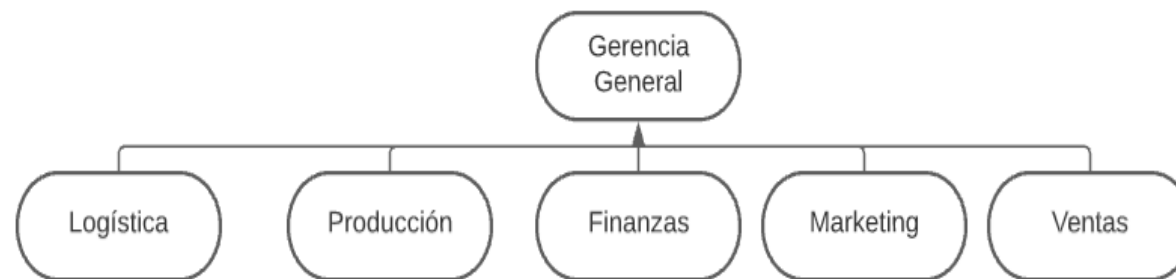 Gerencia
General
Logística
Producción
Finanzas
Marketing
Ventas